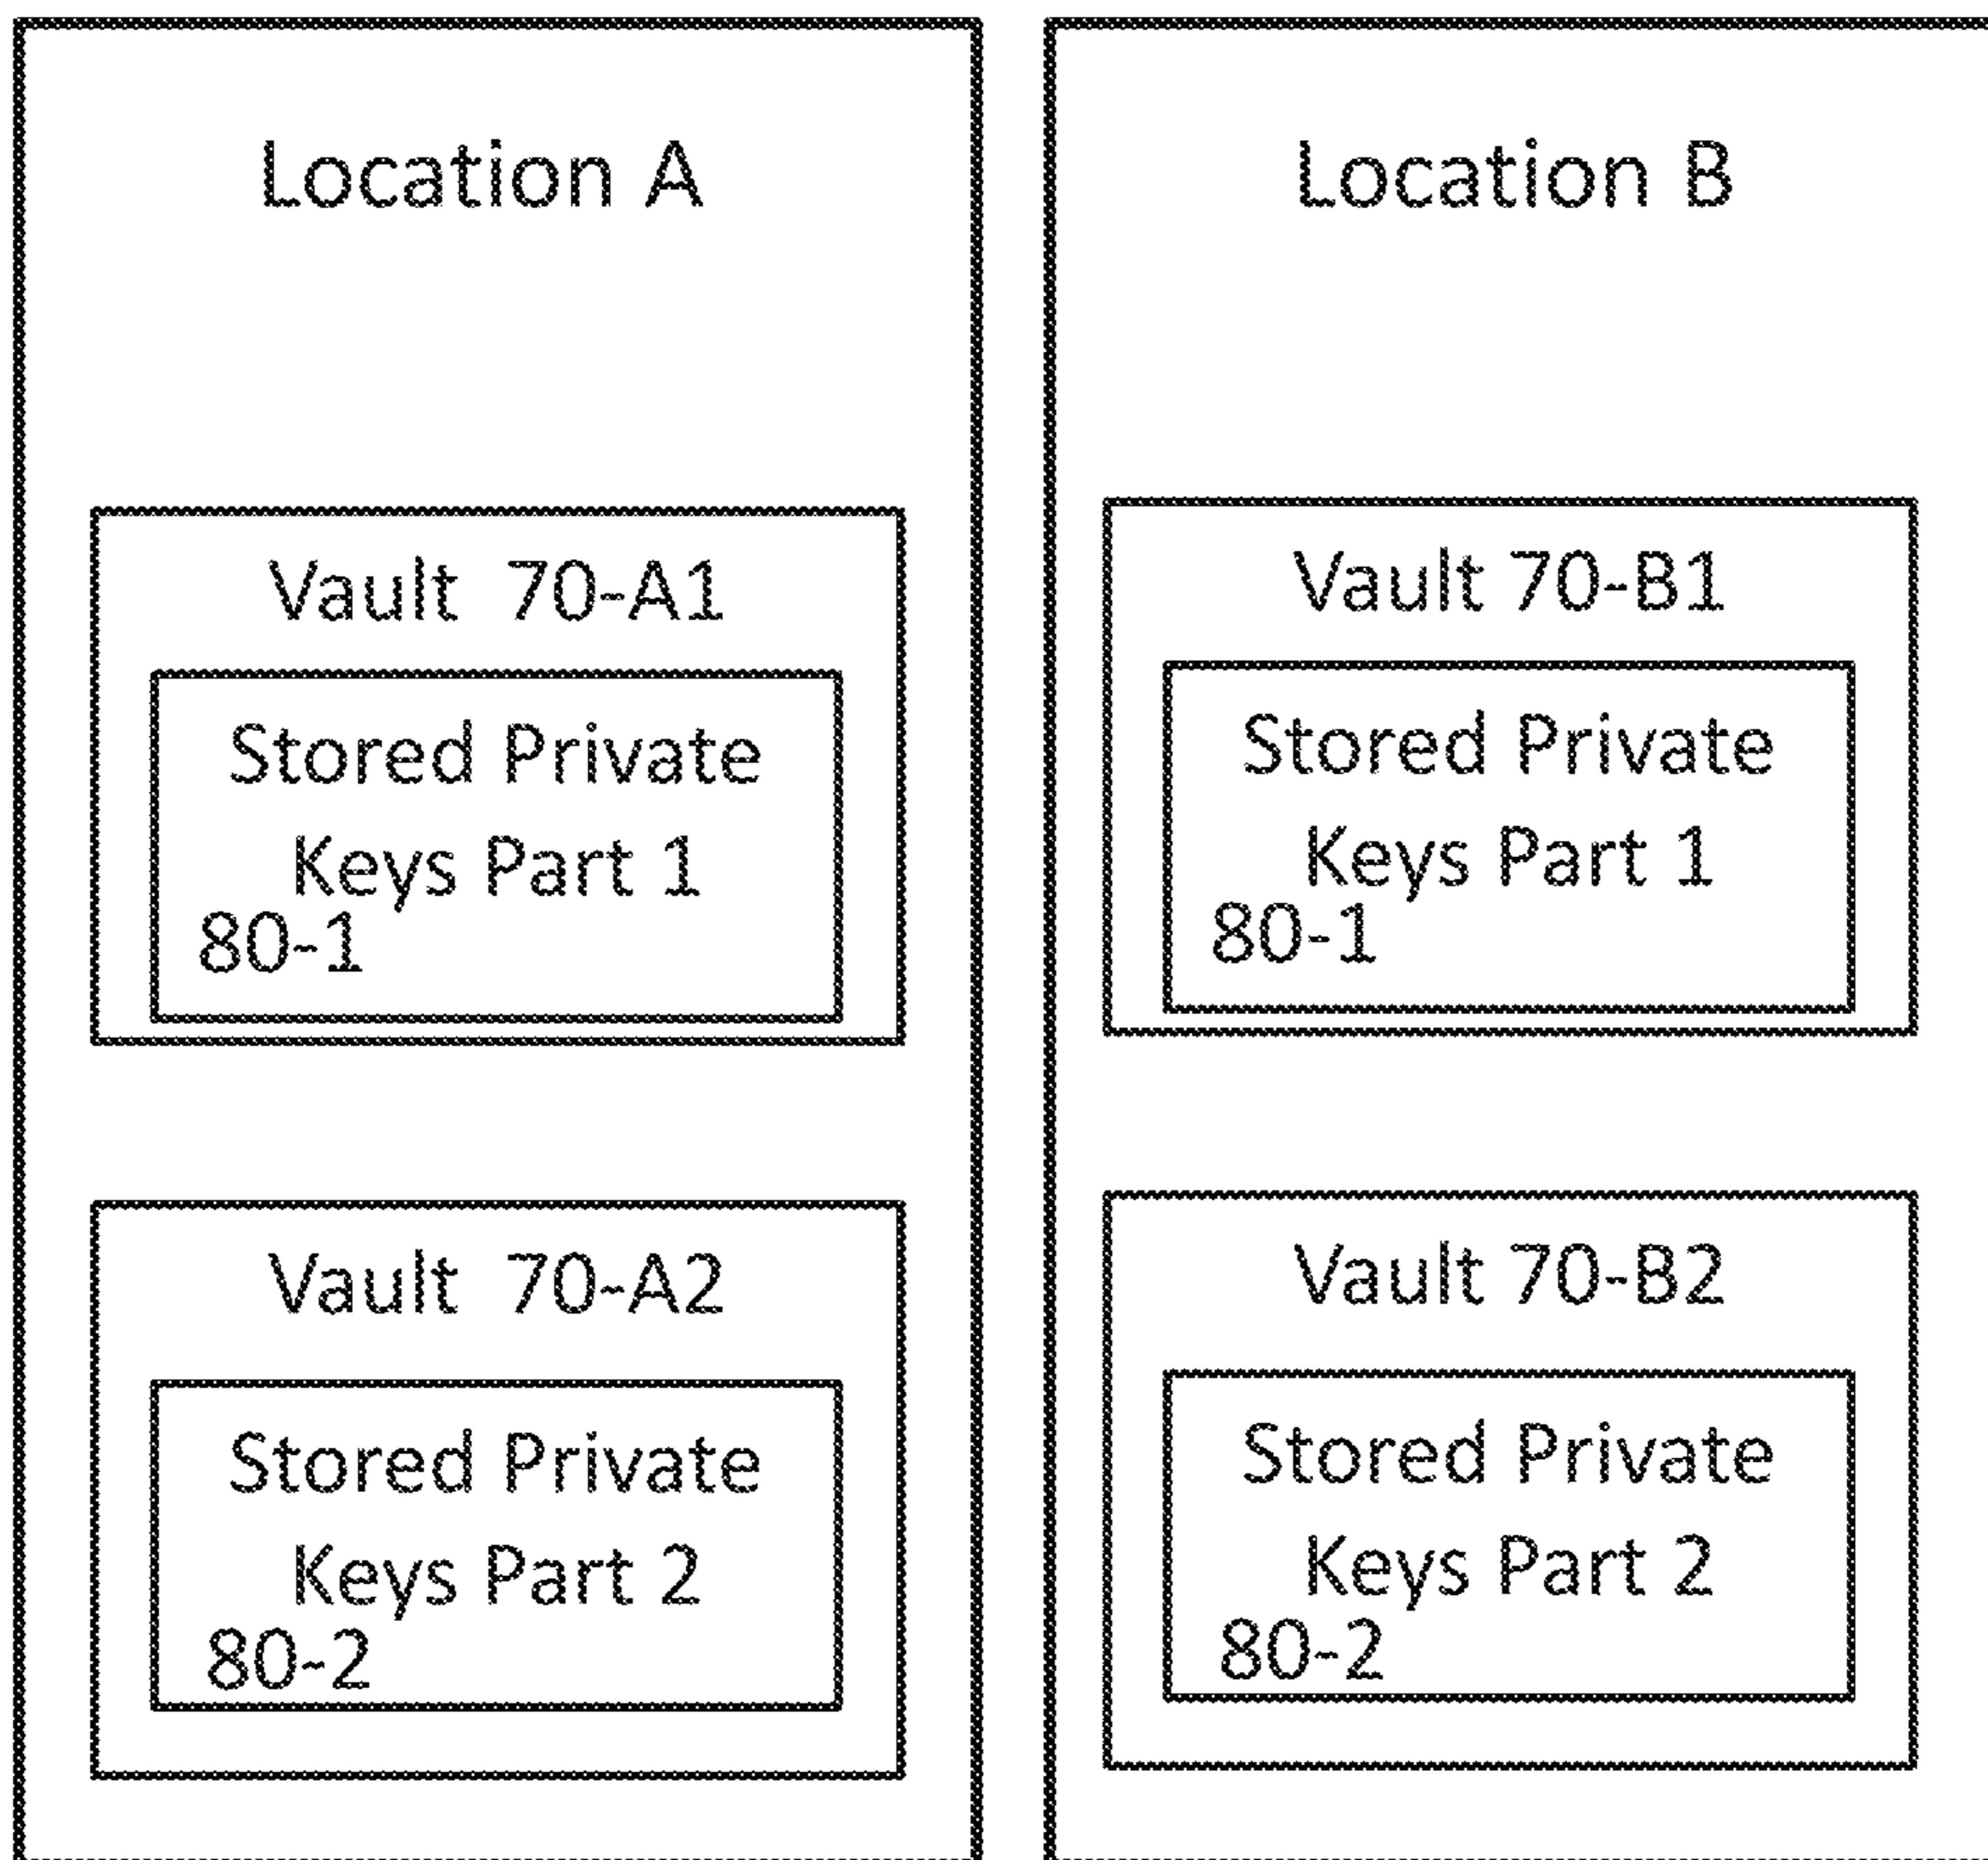 Location A
Vault 70-A1
Stored Private
Keys Part 1
80-1
Vault 70-A2
Stored Private
Keys Part 2
80-2
Location B
Vault 70-B1
Stored Private
Keys Part 1
80-1
Vault 70-B2
Stored Private
Keys Part 2
80-2